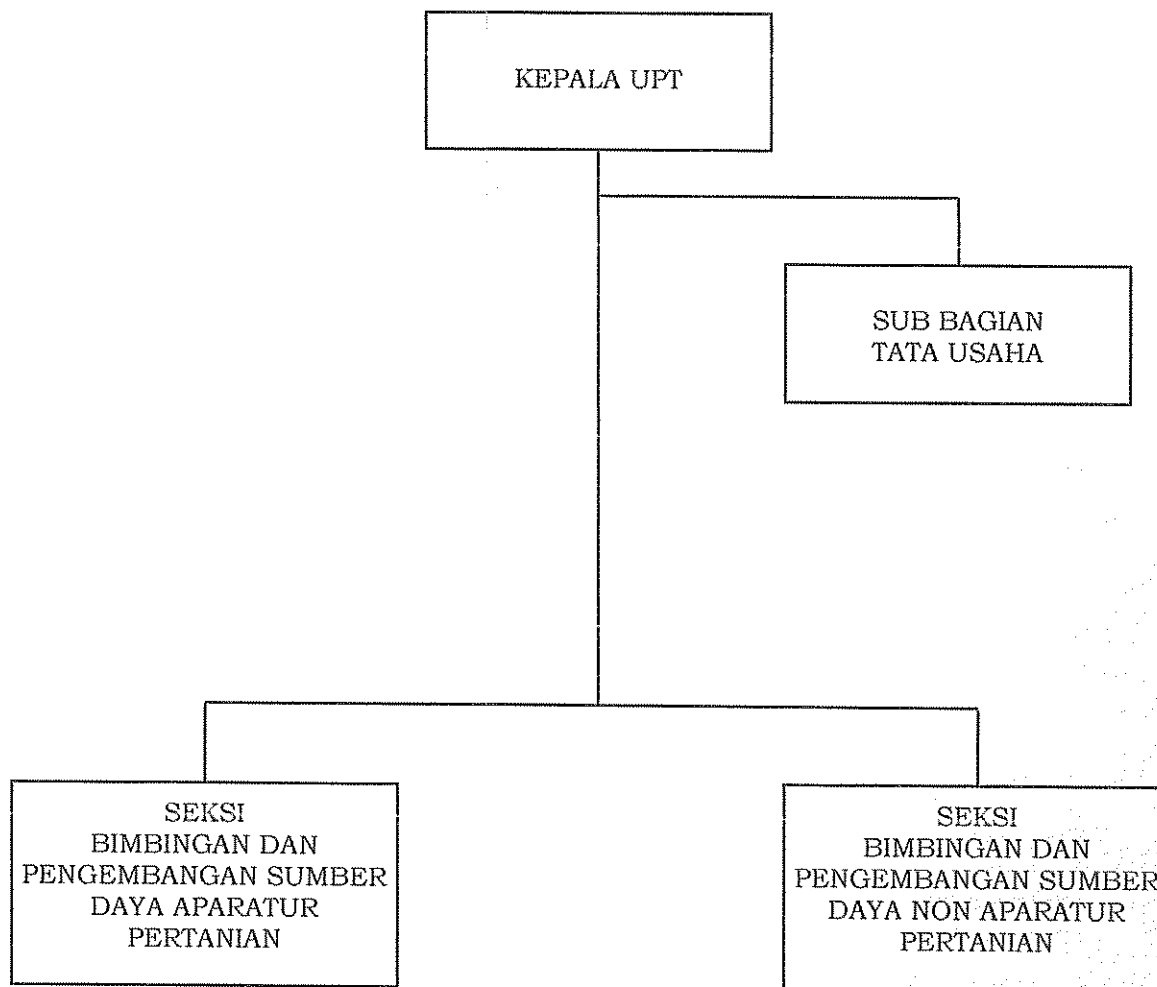 KEPALA UPT
SUB BAGIAN
TATA USAHA
SEKSI
BIMBINGAN DAN
PENGEMBANGAN SUMBER
DAYA APARATUR
PERTANIAN
SEKSI
BIMBINGAN DAN
PENGEMBANGAN SUMBER
DAYA NON APARATUR
PERTANIAN